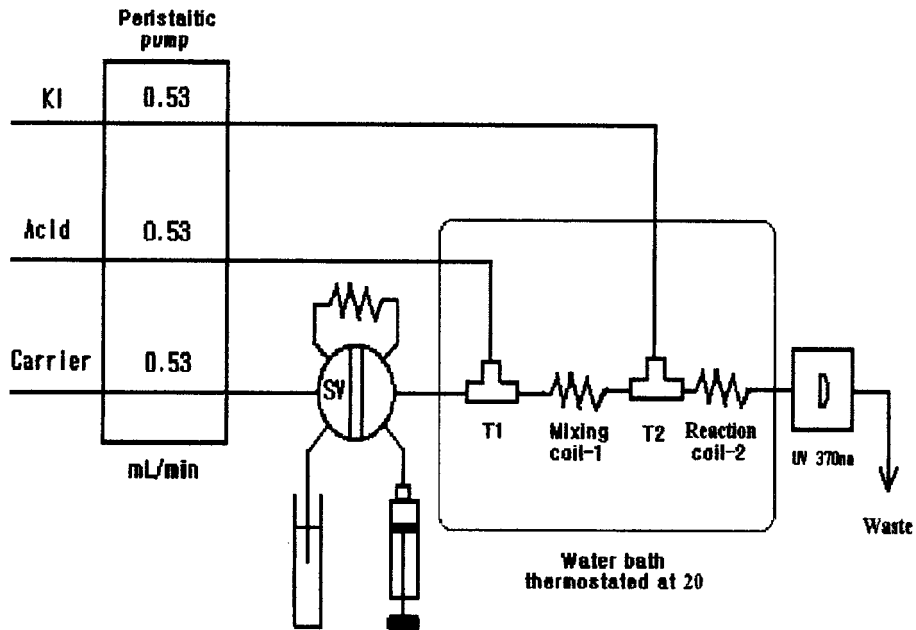 Peristaltic
pump
KI
0.53
Acid
0.53
Carrier
0.53
SV
T1
Mixing
coil-1
T2
Reaction
coil-2
D
UV 370nm
mL/min
Waste
Water bath
thermostated at 20